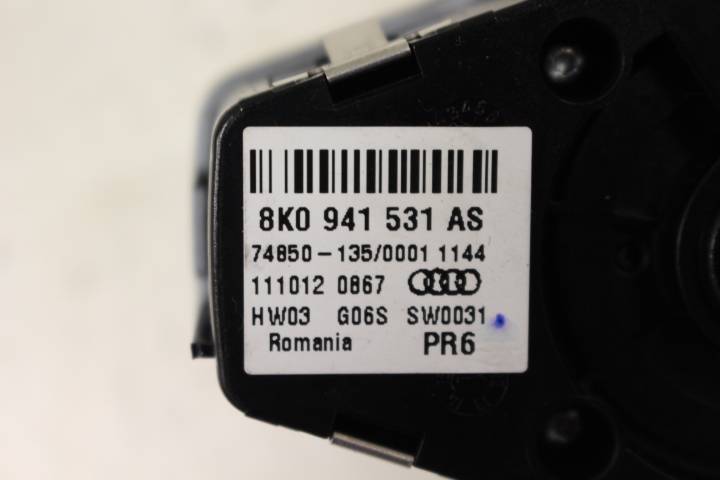 8K0 941 531 AS
74850-135/0001 1144
111012 0867
HW03 G06S SW0031
Romania PR6